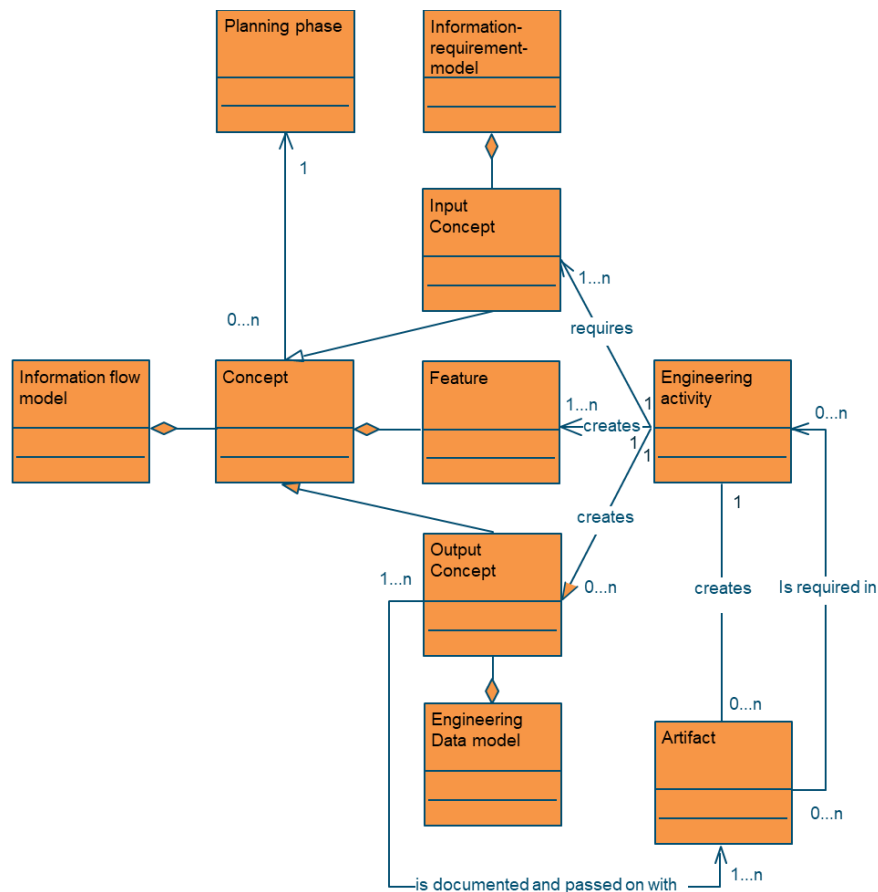 Planning phase
Information-
requirement-
model
1
Input
Concept
1...n
0...n
requires
Information flow
model
Concept
Feature
Engineering
activity
1...n
1
0...n
creates
1
1
creates
Output
Concept
1...n
0...n
1
creates
Is required in
Engineering
Data model
0...n
Artifact
0...n
is documented and passed on with
1...n